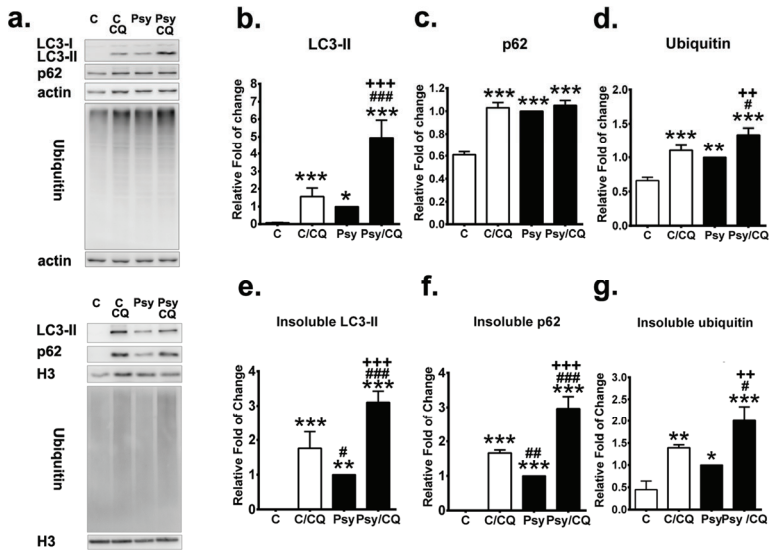 a.
C C CQ Psy Psy CQ
LC3-I
LC3-II
p62
actin
Ubiquitin
actin
C C CQ Psy Psy CQ
LC3-II
p62
H3
Ubiquitin
H3
b.
LC3-II
Relative Fold of change
8
6
4
2
2
1
0
+++
###
***
***
*
C C/CQ Psy Psy/CQ
c.
p62
Relative Fold of change
1.2
1.0
0.8
0.6
0.4
0.2
0.0
*** *** ***
C C/CQ Psy Psy/CQ
d.
Ubiquitin
Relative Fold of change
2.0
1.5
1.0
0.5
0.0
++
#
***
***
**
C C/CQ Psy Psy/CQ
e.
Insoluble LC3-II
Relative Fold of Change
4
3
2
1
0
+++
###
***
***
#
**
C C/CQ Psy Psy/CQ
f.
Insoluble p62
Relative Fold of Change
4
3
2
1
0
+++
###
***
***
##
***
C C/CQ Psy Psy/CQ
g.
Insoluble ubiquitin
Relative Fold of Change
3.0
2.5
2.0
1.5
1.0
0.5
0.0
++
#
***
**
*
C C/CQ Psy Psy /CQ